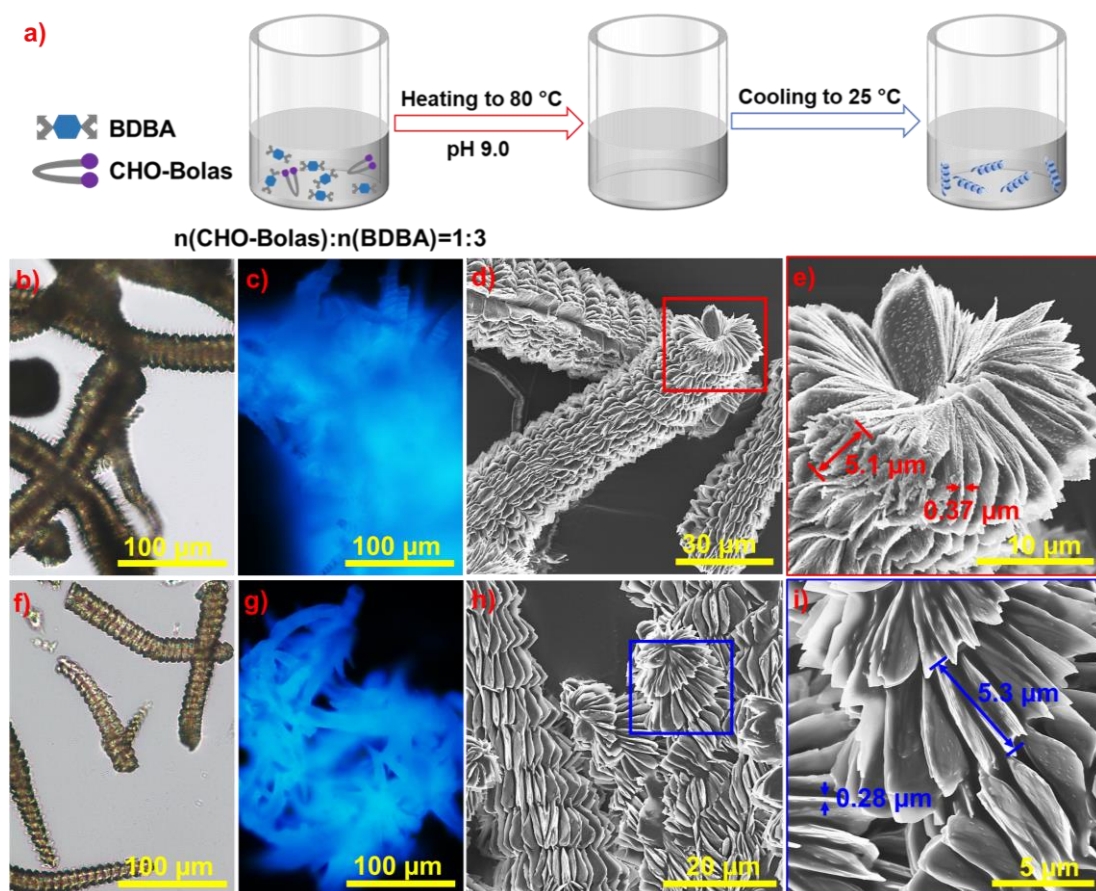 a)
BDBA
CHO-Bolas
Heating to 80 °C
pH 9.0
Cooling to 25 °C
n(CHO-Bolas):n(BDBA)=1:3
b)
100 μm
c)
100 μm
d)
30 μm
e)
5.1 μm
0.37 μm
10 μm
f)
100 μm
g)
100 μm
h)
20 μm
i)
5.3 μm
0.28 μm
5 μm